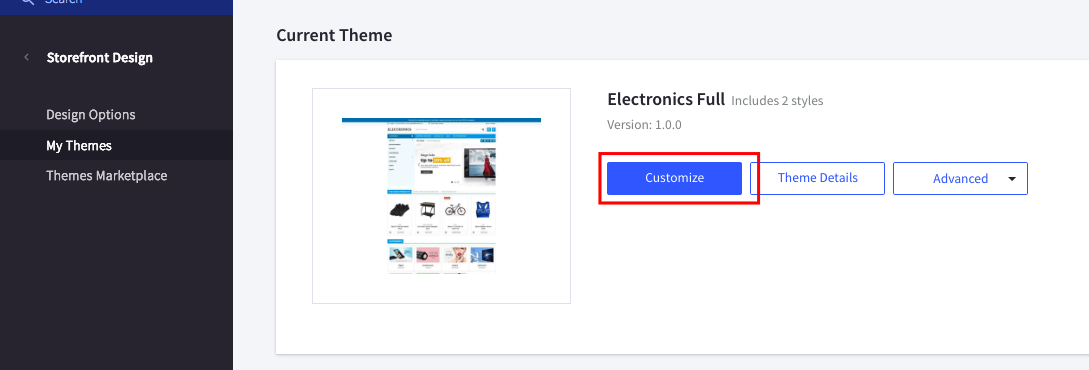 Search
Storefront Design
Design Options
My Themes
Themes Marketplace
Current Theme
ELECTRONICS
Electronics Full Includes 2 styles
Version: 1.0.0
Customize
Theme Details
Advanced